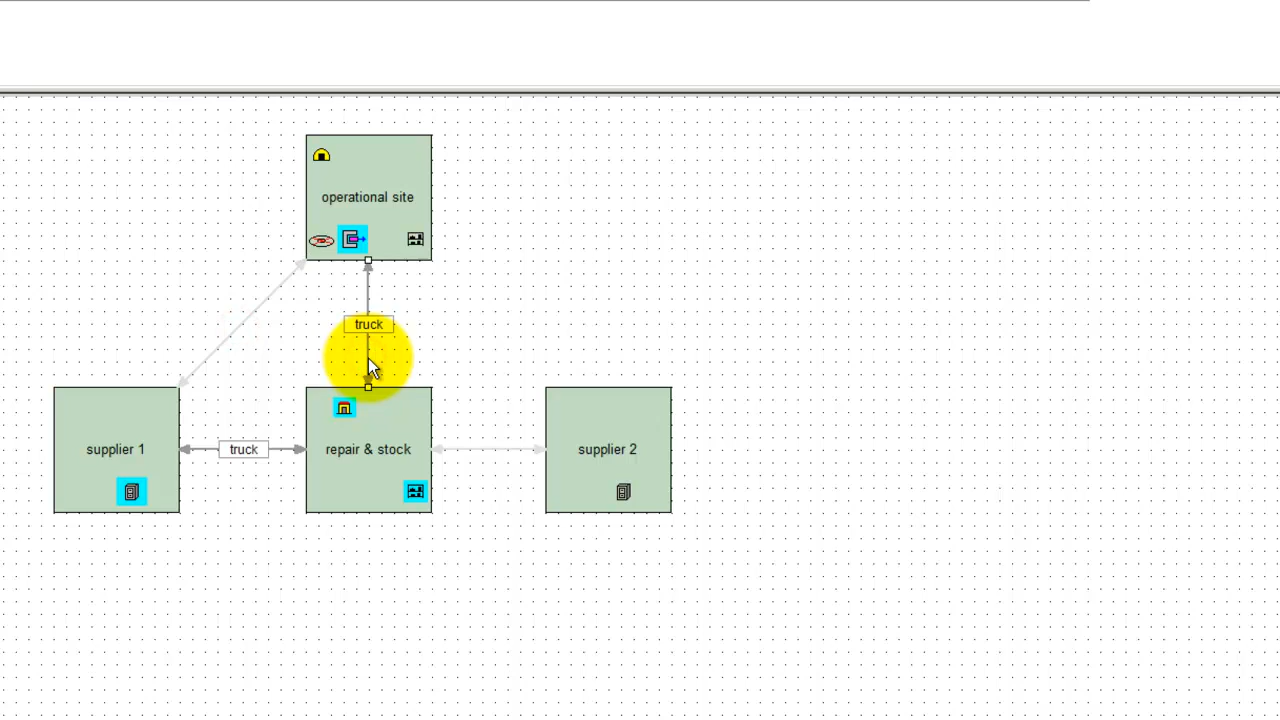 operational site
truck
supplier 1
truck
repair & stock
supplier 2